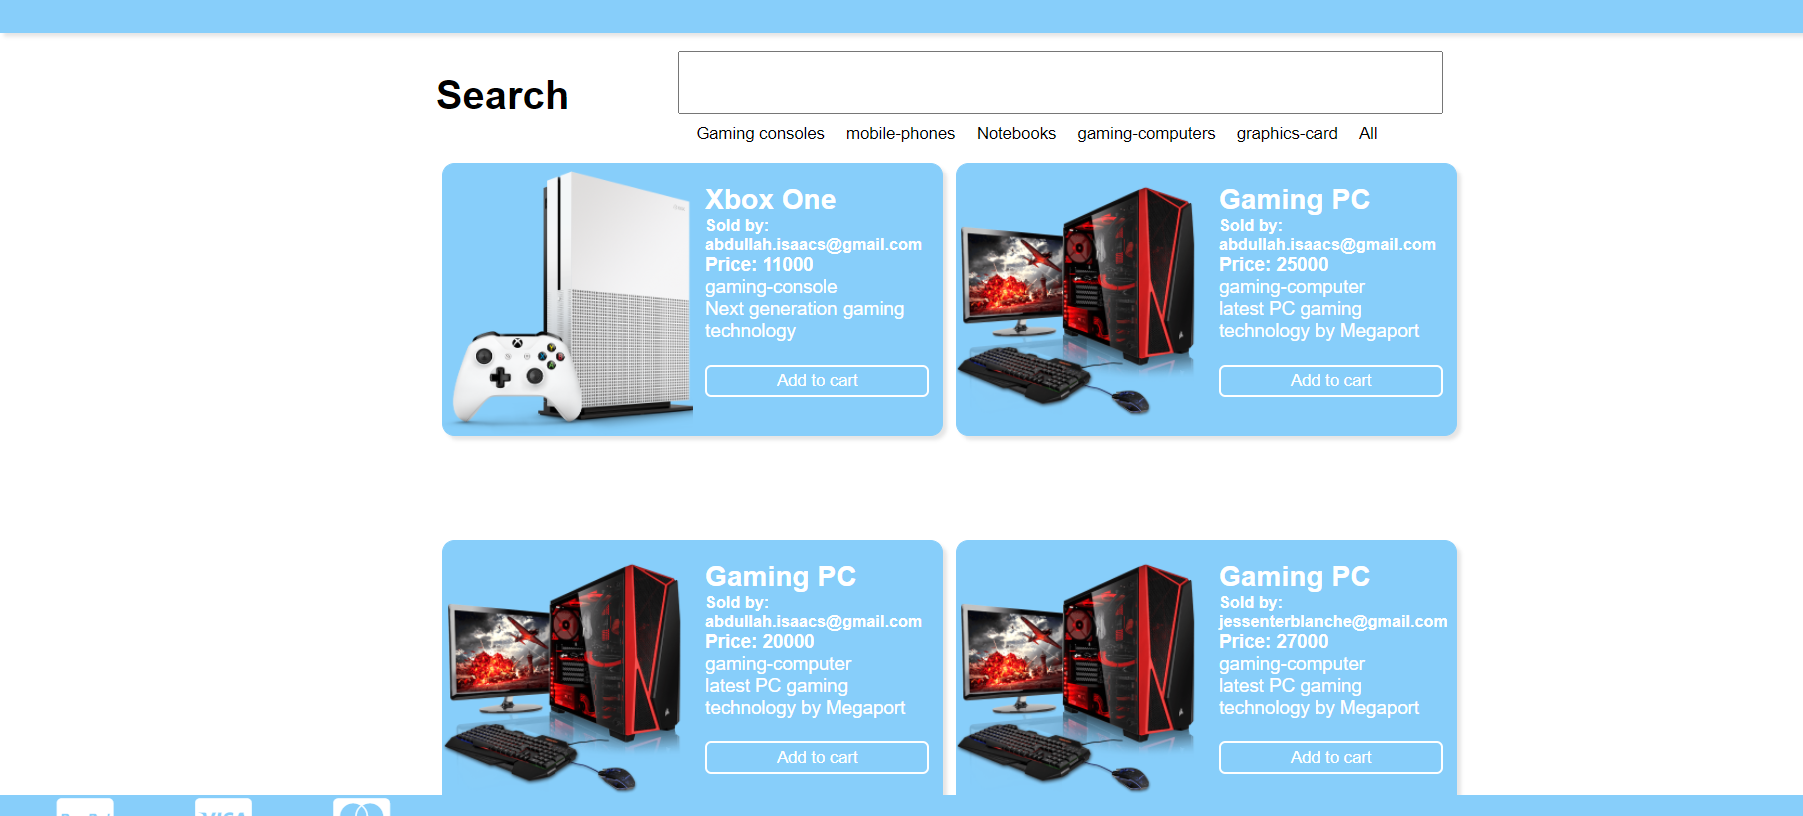 Search
Gaming consoles mobile-phones Notebooks gaming-computers graphics-card All
Xbox One
Sold by:
abdullah.isaacs@gmail.com
Price: 11000
gaming-console
Next generation gaming
technology
Add to cart
Gaming PC
Sold by:
abdullah.isaacs@gmail.com
Price: 25000
gaming-computer
latest PC gaming
technology by Megaport
Add to cart
Gaming PC
Sold by:
abdullah.isaacs@gmail.com
Price: 20000
gaming-computer
latest PC gaming
technology by Megaport
Add to cart
Gaming PC
Sold by:
jessenterblanche@gmail.com
Price: 27000
gaming-computer
latest PC gaming
technology by Megaport
Add to cart
VISA